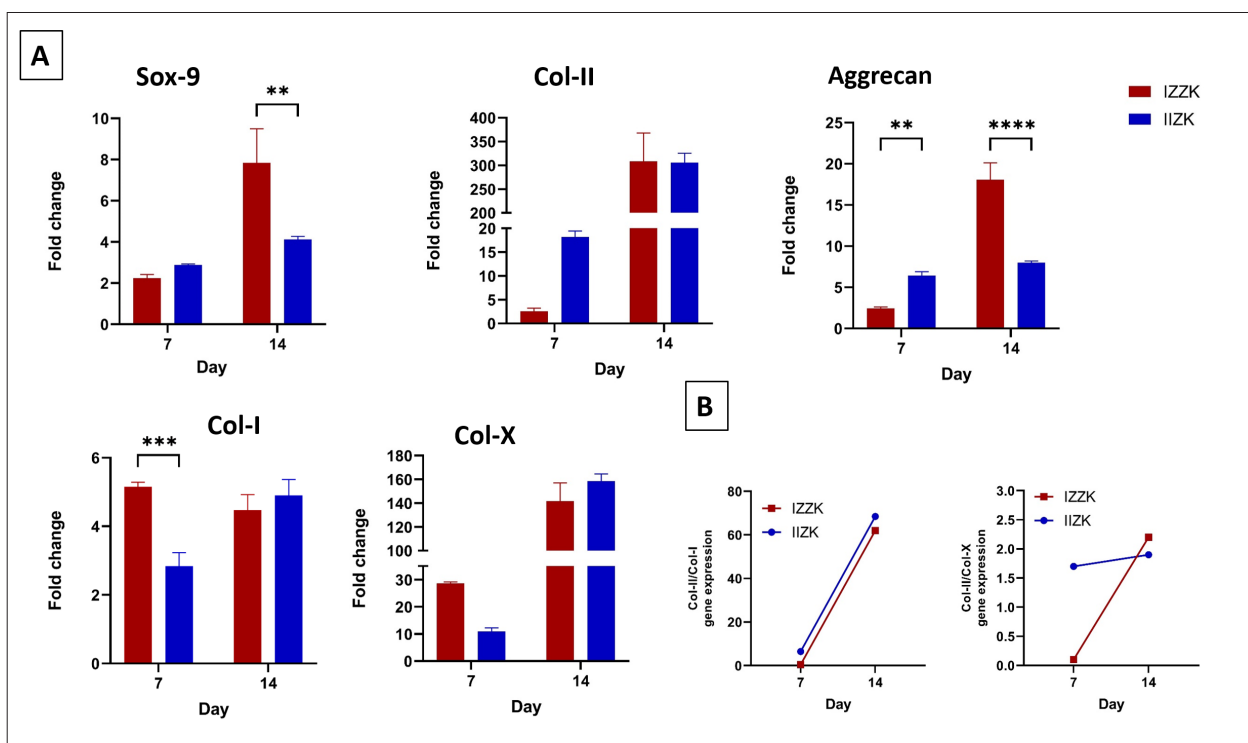 A
Sox-9
**
Fold change
10
8
6
4
2
0
7
14
Day
Col-II
Fold change
400
350
300
250
200
20
15
10
5
0
7
14
Day
Aggrecan
**
****
Fold change
25
20
15
10
5
0
7
14
Day
IZZK
IIZK
Col-I
***
Fold change
6
4
2
0
7
14
Day
Col-X
Fold change
180
160
140
120
100
30
20
10
0
7
14
Day
B
Col-II/Col-I
gene expression
80
60
40
20
0
IZZK
IIZK
7
14
Day
Col-II/Col-X
gene expression
3.0
2.5
2.0
1.5
1.0
0.5
0.0
IZZK
IIZK
7
14
Day